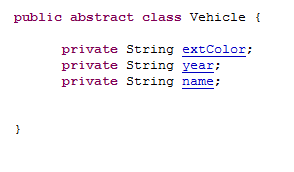 public abstract class Vehicle {
private String extColor;
private String year;
private String name;
}